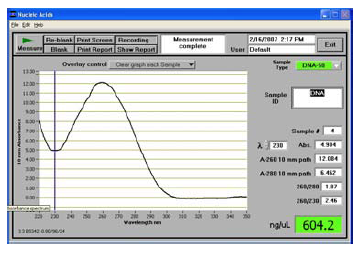 Nucleic Acids
File Edit Help
Measure
Re-blank Print Screen Recording
Blank Print Report Show Report
Measurement complete
2/16/2007 2:17 PM
User Default
Exit
Overlay control Clear graph each Sample
Sample Type DNA-50
Sample ID DNA
Sample # 4
λ 230 Abs. 4.904
A-260 10 mm path 12.084
A-280 10 mm path 6.462
260/280 1.87
260/230 2.46
ng/uL 604.2
10 mm Absorbance
13.00
12.00
11.00
10.00
9.00
8.00
7.00
6.00
5.00
4.00
3.00
2.00
1.00
0.00
220 230 240 250 260 270 280 290 300 310 320 330 340 350
Wavelength nm